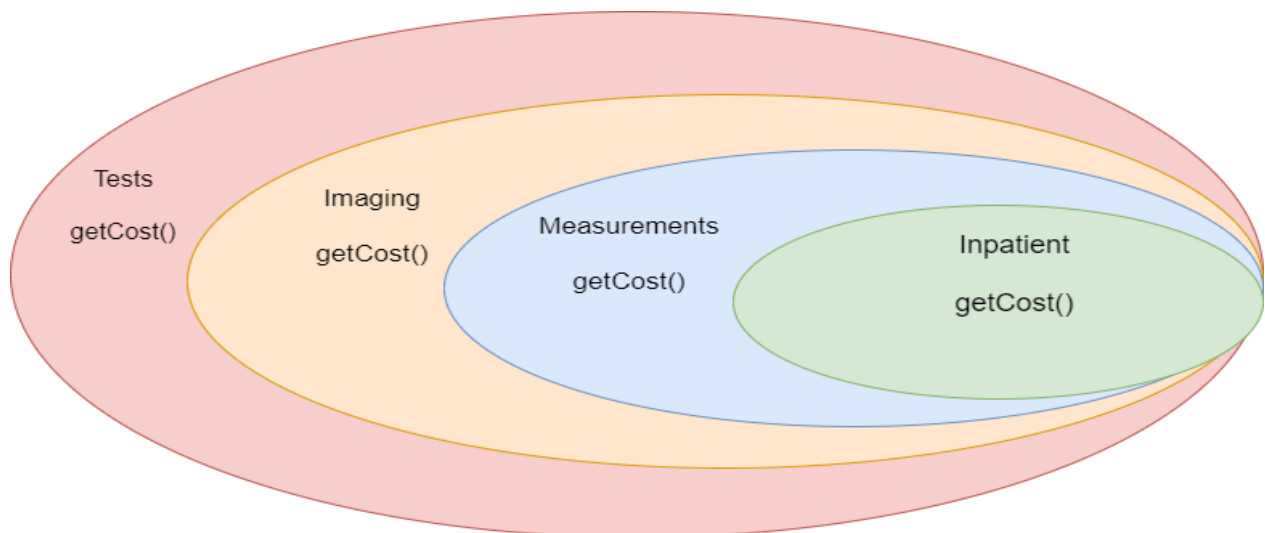 Tests
getCost()
Imaging
getCost()
Measurements
getCost()
Inpatient
getCost()